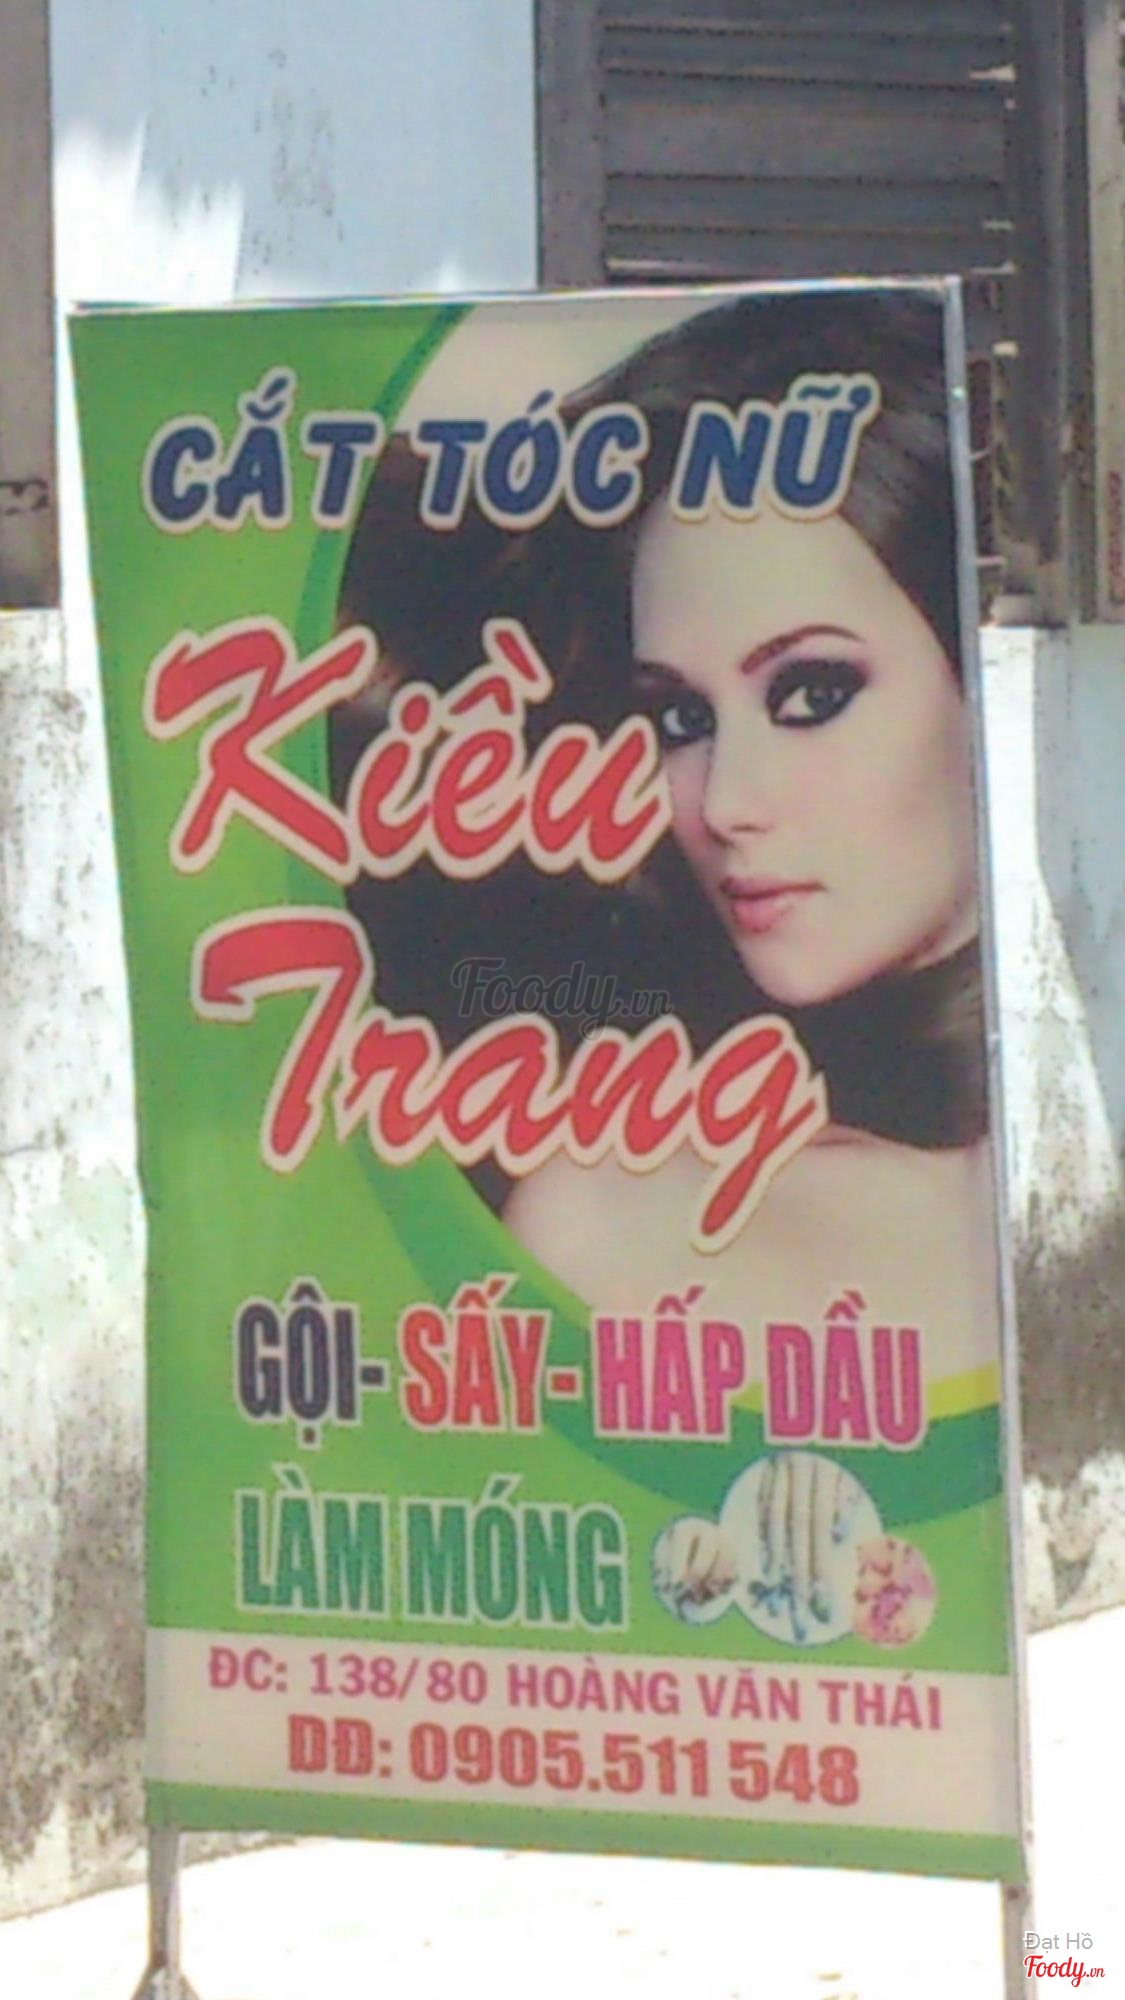 CẮT TÓC NỮ
Kiều
Trang
Foody.vn
GỘI- SẤY- HẤP DẦU
LÀM MÓNG
ĐC: 138/80 HOÀNG VĂN THÁI
DĐ: 0905.511 548
Đạt Hồ
Foody.vn